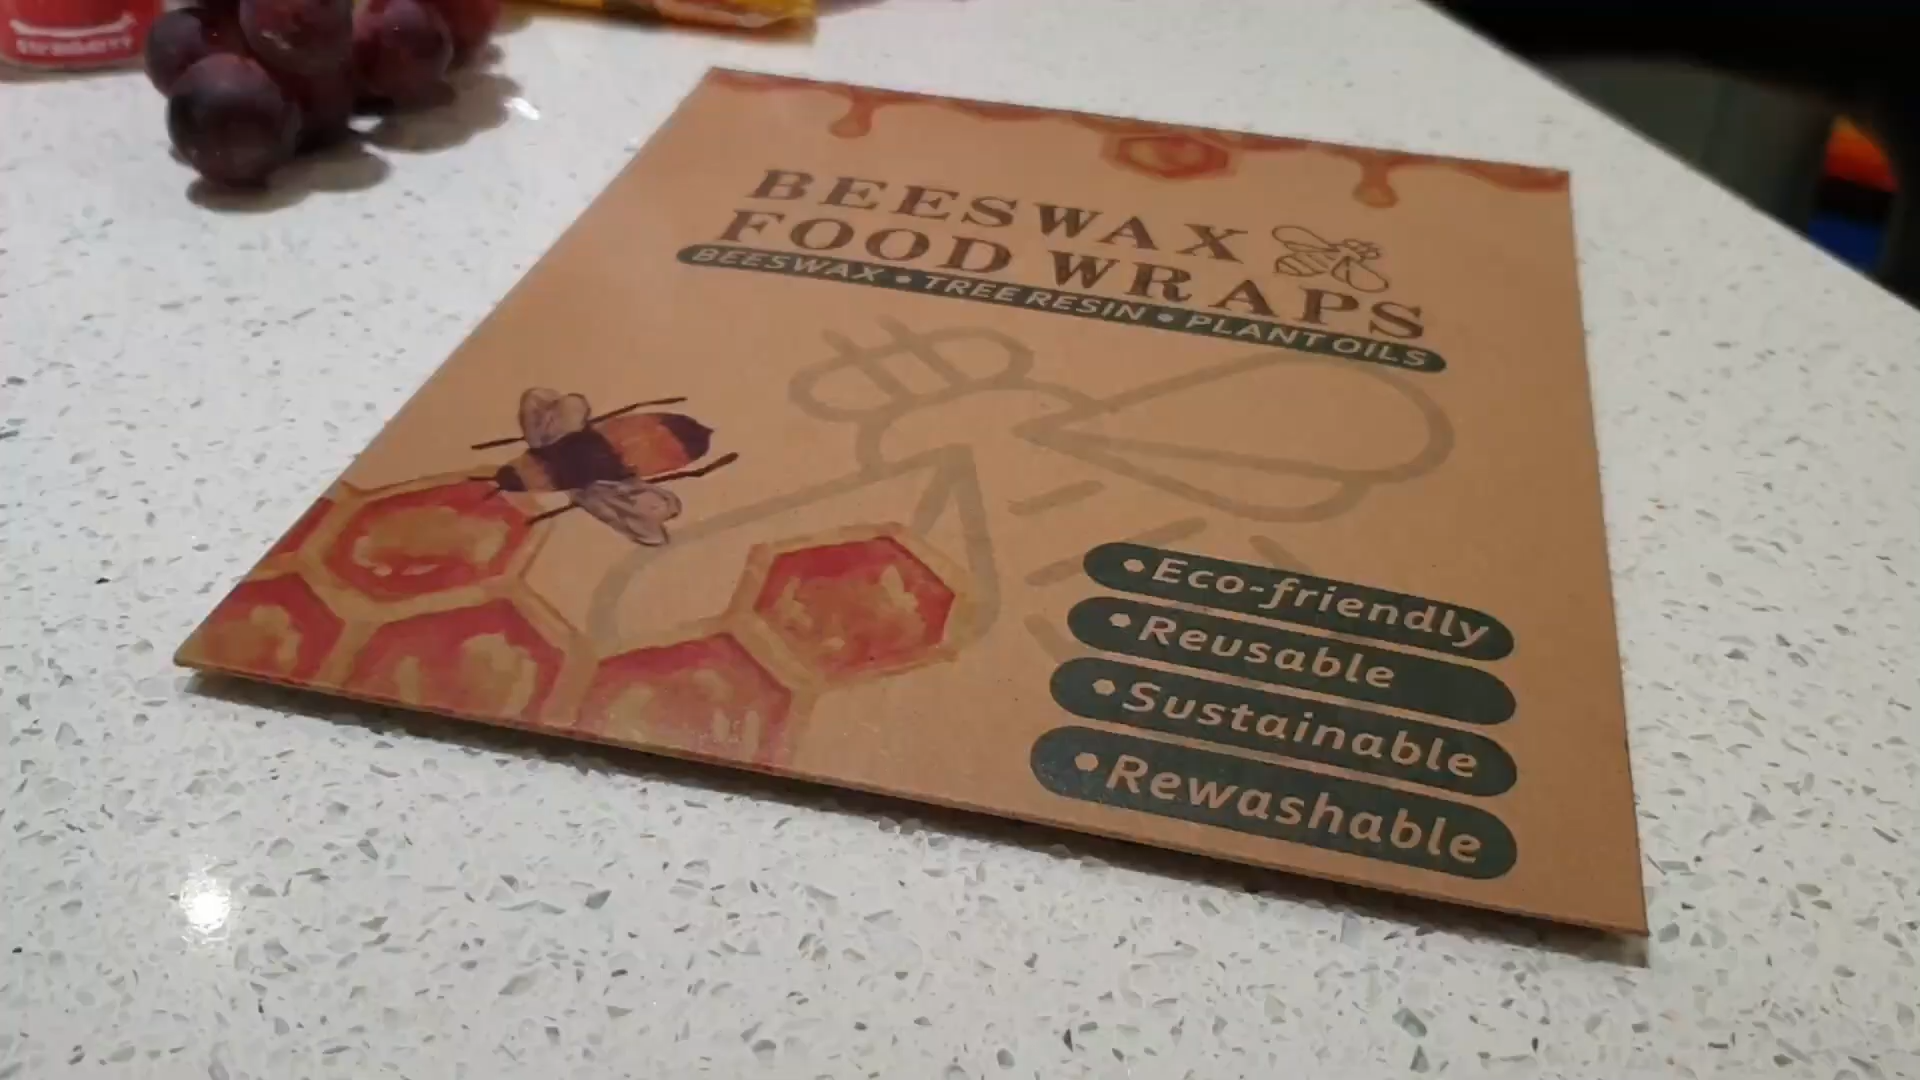 BEESWAX
FOOD WRAPS
BEESWAX • TREE RESIN • PLANT OILS
•Eco-friendly
•Reusable
•Sustainable
•Rewashable